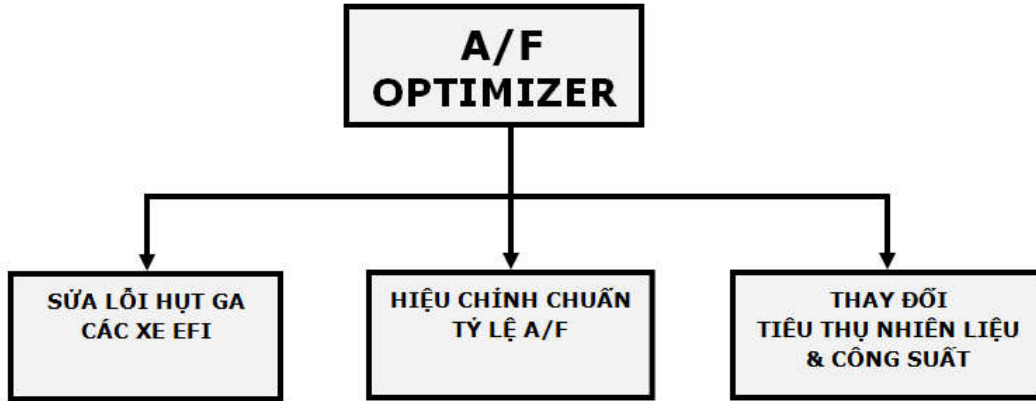 A/F
OPTIMIZER
SỬA LỖI HỤT GA
CÁC XE EFI
HIỆU CHỈNH CHUẨN
TỶ LỆ A/F
THAY ĐỔI
TIÊU THỤ NHIÊN LIỆU
& CÔNG SUẤT